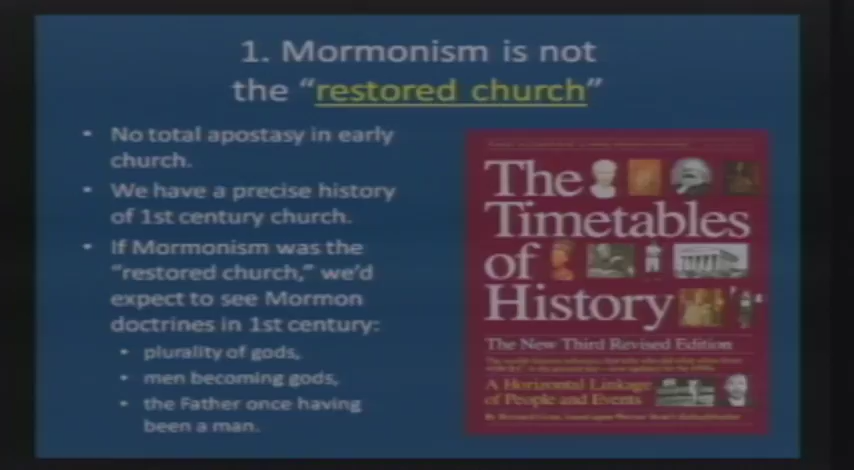 1. Mormonism is not
the “restored church”
• No total apostasy in early
church.
• We have a precise history
of 1st century church.
• If Mormonism was the
“restored church,” we’d
expect to see Mormon
doctrines in 1st century:
• plurality of gods,
• men becoming gods,
• the Father once having
been a man.
The
Timetables
of
History
The New Third Revised Edition
A Horizontal Linkage
of People and Events